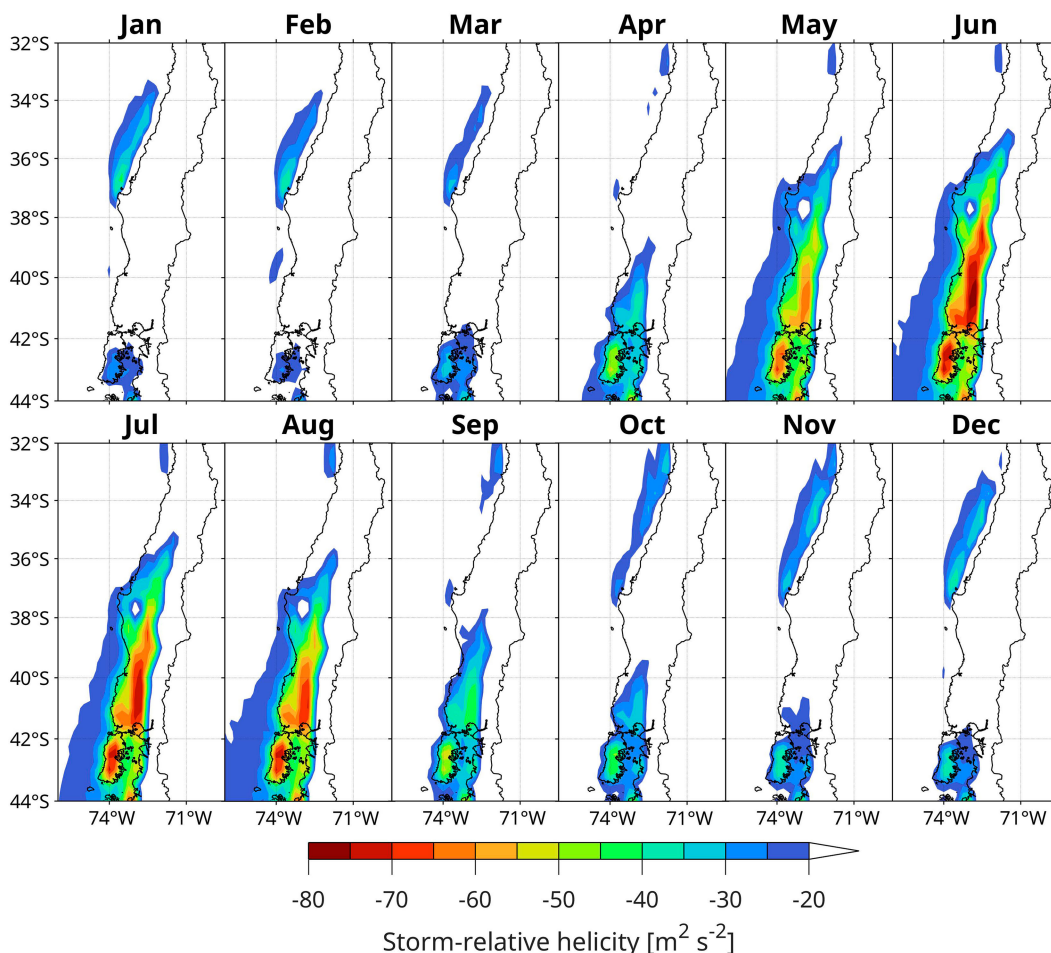 Jan Feb Mar Apr May Jun
32°S
34°S
36°S
38°S
40°S
42°S
44°S
Jul Aug Sep Oct Nov Dec
32°S
34°S
36°S
38°S
40°S
42°S
44°S
74°W 71°W 74°W 71°W 74°W 71°W 74°W 71°W 74°W 71°W 74°W 71°W
-80 -70 -60 -50 -40 -30 -20
Storm-relative helicity [m² s⁻²]